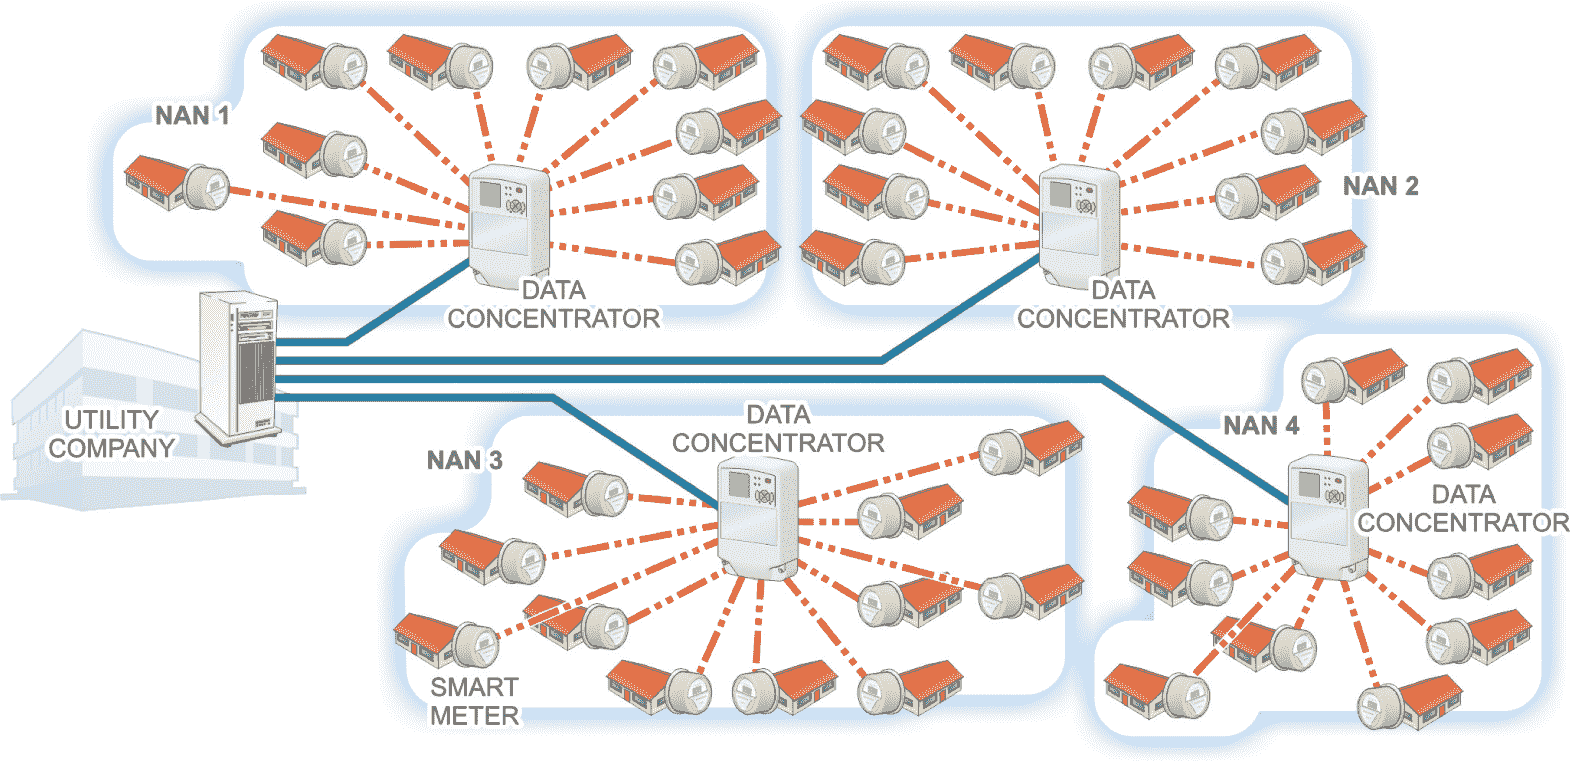 NAN 1
NAN 2
DATA
CONCENTRATOR
DATA
CONCENTRATOR
UTILITY
COMPANY
DATA
CONCENTRATOR
NAN 3
NAN 4
DATA
CONCENTRATOR
SMART
METER